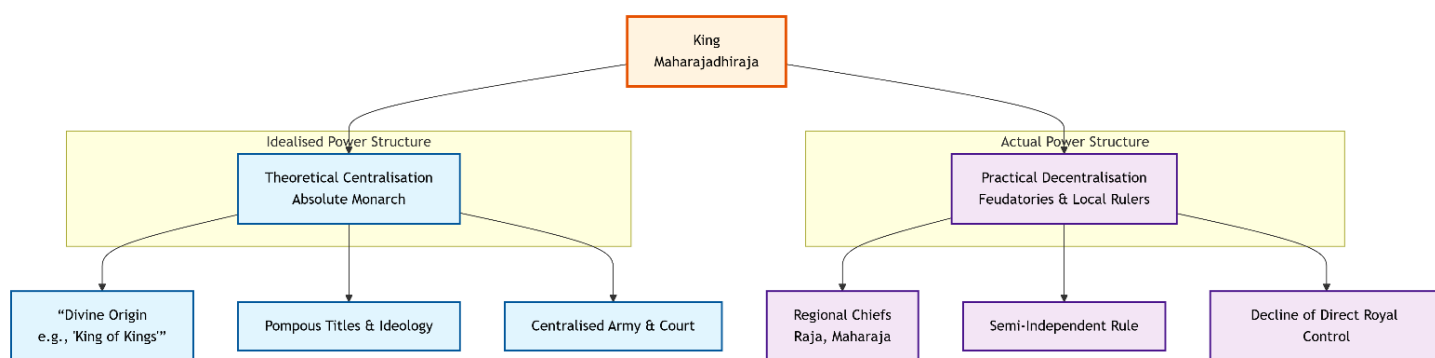 King
Maharajadhiraja
Idealised Power Structure
Actual Power Structure
Theoretical Centralisation
Absolute Monarch
Practical Decentralisation
Feudatories & Local Rulers
“Divine Origin
e.g., 'King of Kings'”
Pompous Titles & Ideology
Centralised Army & Court
Regional Chiefs
Raja, Maharaja
Semi-Independent Rule
Decline of Direct Royal
Control